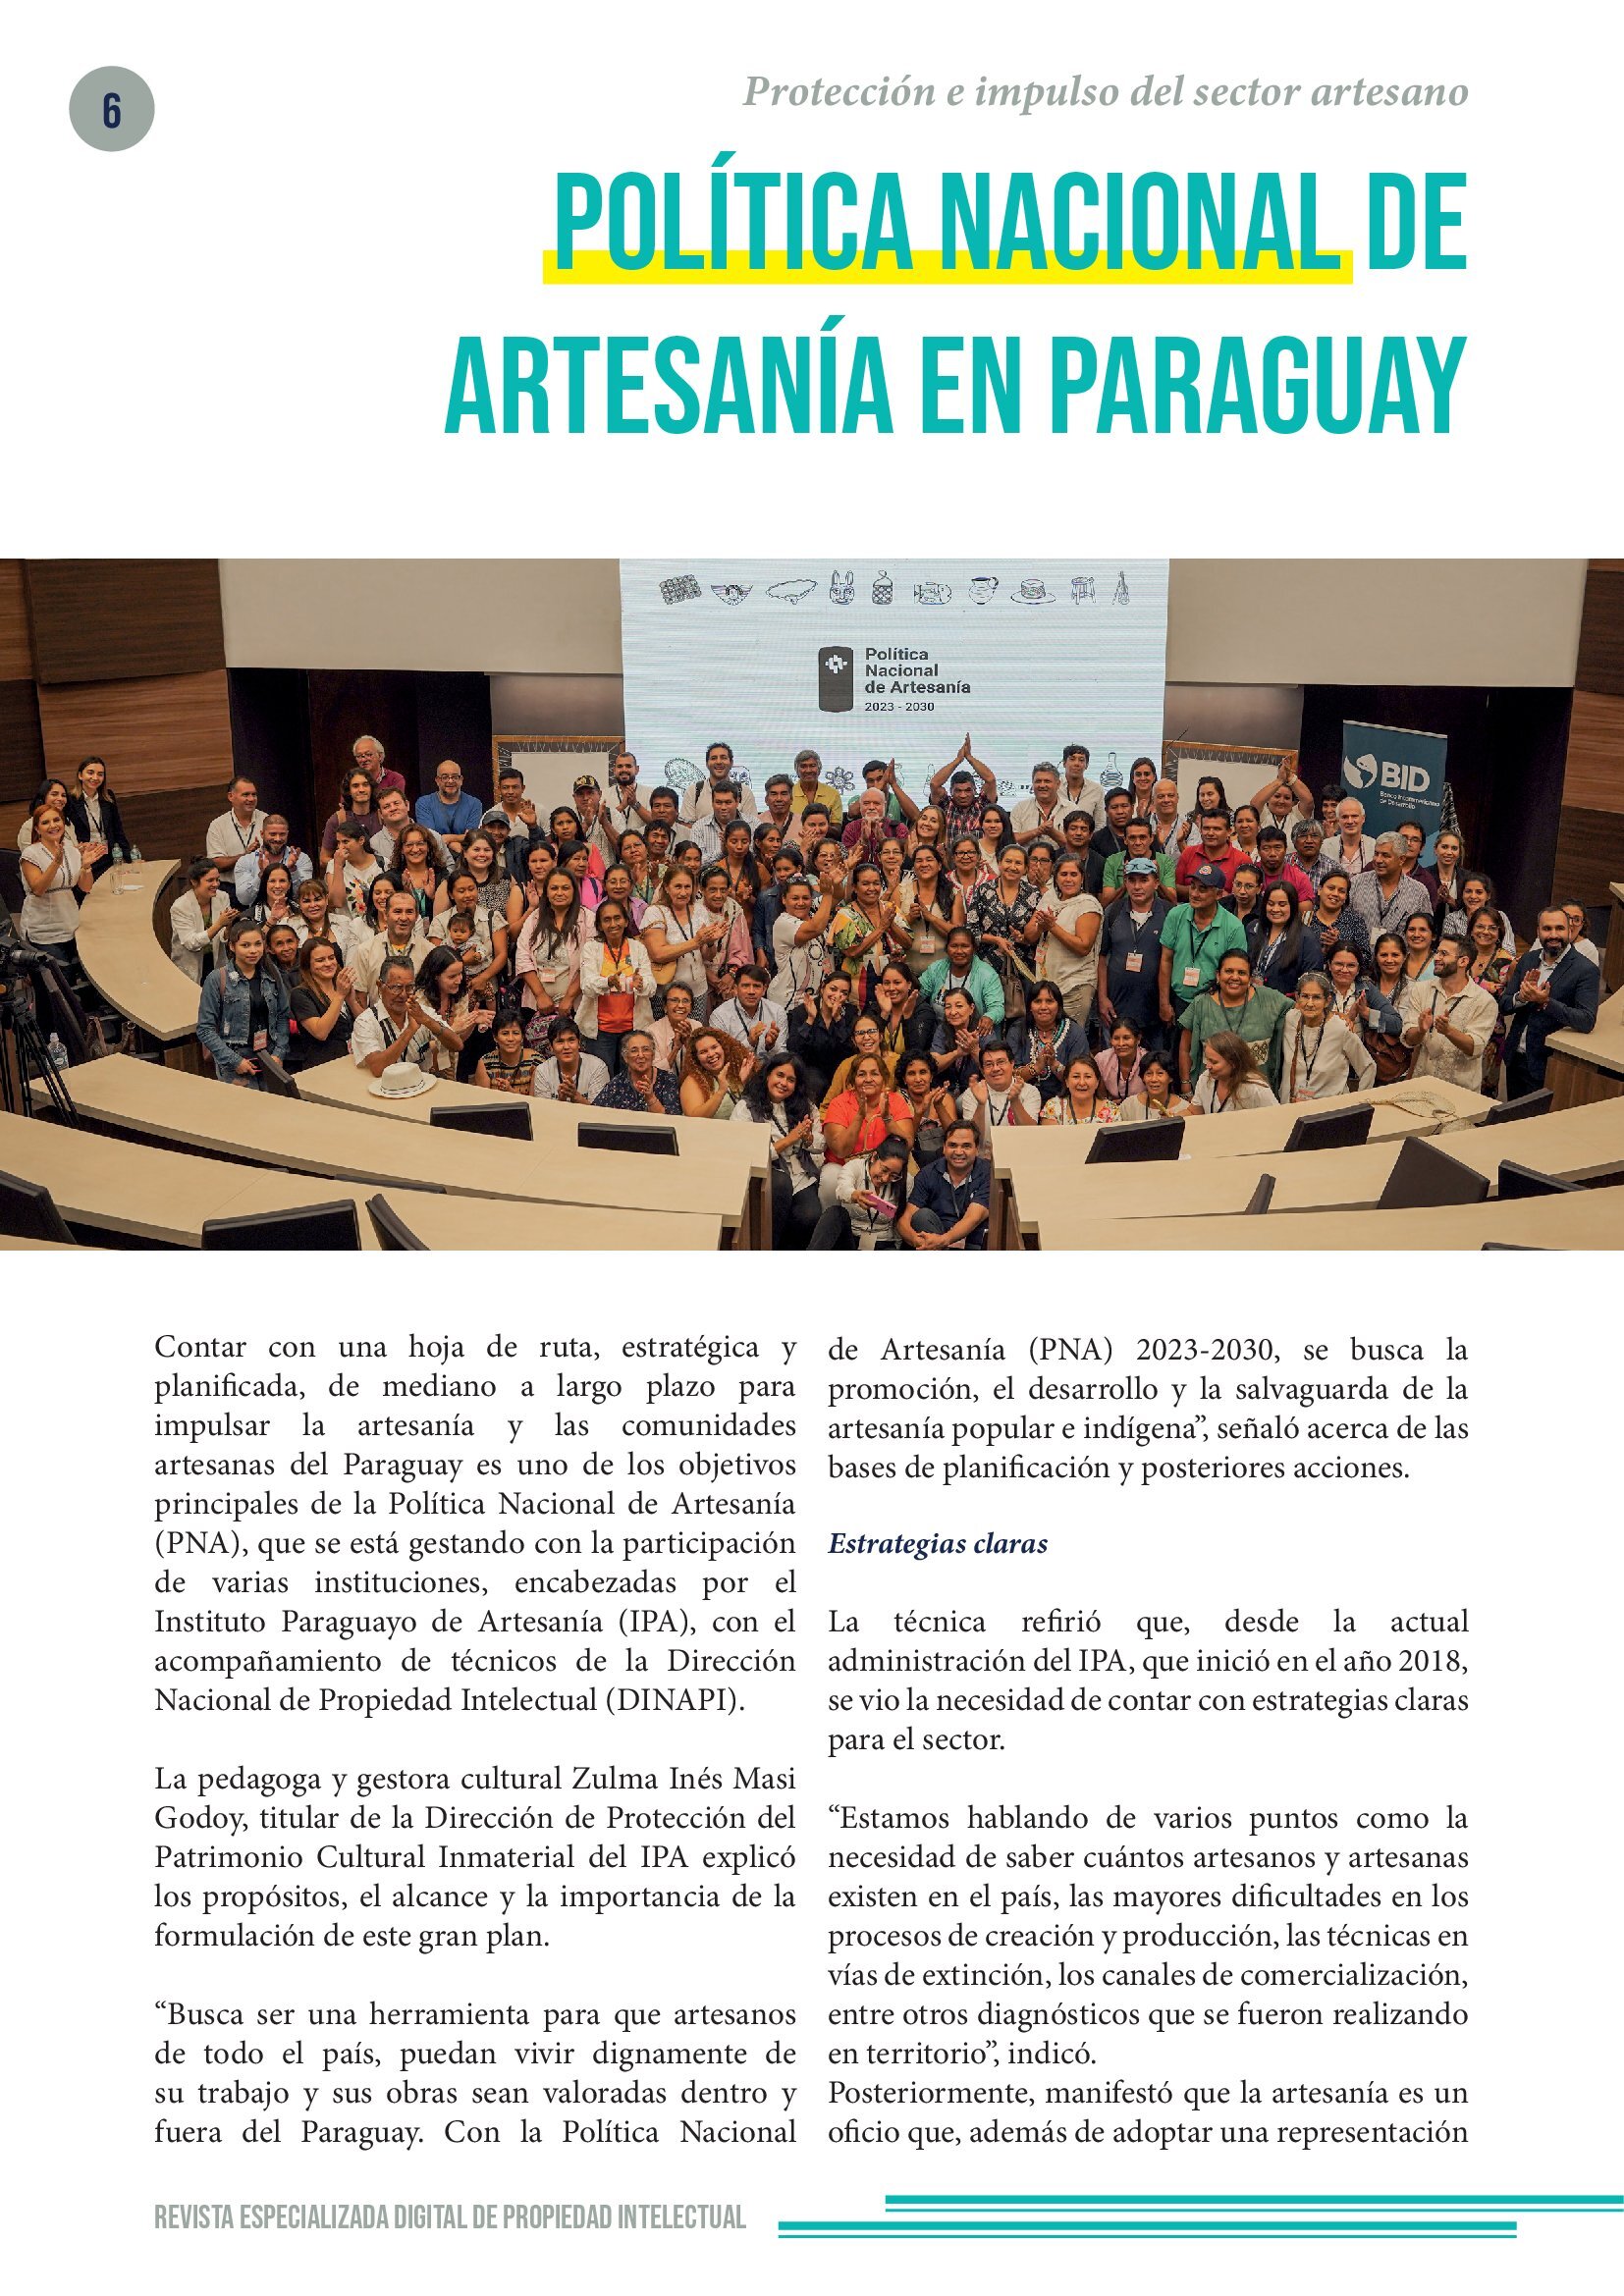 6
Protección e impulso del sector artesano
POLÍTICA NACIONAL DE
ARTESANÍA EN PARAGUAY
Política
Nacional
de Artesanía
2023 - 2030
BID
Banco Interamericano
de Desarrollo
Contar con una hoja de ruta, estratégica y
planificada, de mediano a largo plazo para
impulsar la artesanía y las comunidades
artesanas del Paraguay es uno de los objetivos
principales de la Política Nacional de Artesanía
(PNA), que se está gestando con la participación
de varias instituciones, encabezadas por el
Instituto Paraguayo de Artesanía (IPA), con el
acompañamiento de técnicos de la Dirección
Nacional de Propiedad Intelectual (DINAPI).
La pedagoga y gestora cultural Zulma Inés Masi
Godoy, titular de la Dirección de Protección del
Patrimonio Cultural Inmaterial del IPA explicó
los propósitos, el alcance y la importancia de la
formulación de este gran plan.
“Busca ser una herramienta para que artesanos
de todo el país, puedan vivir dignamente de
su trabajo y sus obras sean valoradas dentro y
fuera del Paraguay. Con la Política Nacional
de Artesanía (PNA) 2023-2030, se busca la
promoción, el desarrollo y la salvaguarda de la
artesanía popular e indígena”, señaló acerca de las
bases de planificación y posteriores acciones.
Estrategias claras
La técnica refirió que, desde la actual
administración del IPA, que inició en el año 2018,
se vio la necesidad de contar con estrategias claras
para el sector.
“Estamos hablando de varios puntos como la
necesidad de saber cuántos artesanos y artesanas
existen en el país, las mayores dificultades en los
procesos de creación y producción, las técnicas en
vías de extinción, los canales de comercialización,
entre otros diagnósticos que se fueron realizando
en territorio”, indicó.
Posteriormente, manifestó que la artesanía es un
oficio que, además de adoptar una representación
REVISTA ESPECIALIZADA DIGITAL DE PROPIEDAD INTELECTUAL